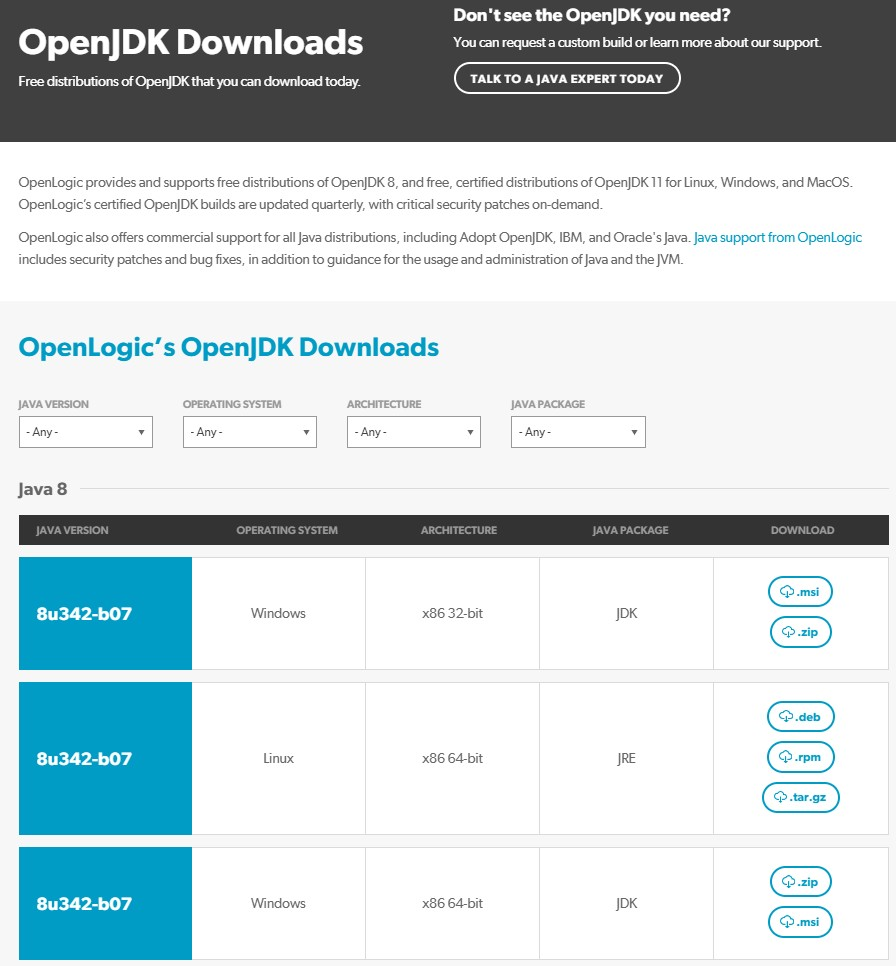 OpenJDK Downloads
Free distributions of OpenJDK that you can download today.
Don't see the OpenJDK you need?
You can request a custom build or learn more about our support.
TALK TO A JAVA EXPERT TODAY
OpenLogic provides and supports free distributions of OpenJDK 8, and free, certified distributions of OpenJDK 11 for Linux, Windows, and MacOS.
OpenLogic's certified OpenJDK builds are updated quarterly, with critical security patches on-demand.
OpenLogic also offers commercial support for all Java distributions, including Adopt OpenJDK, IBM, and Oracle's Java. Java support from OpenLogic
includes security patches and bug fixes, in addition to guidance for the usage and administration of Java and the JVM.
OpenLogic's OpenJDK Downloads
JAVA VERSION OPERATING SYSTEM ARCHITECTURE JAVA PACKAGE
- Any - - Any - - Any - - Any -
Java 8
JAVA VERSION OPERATING SYSTEM ARCHITECTURE JAVA PACKAGE DOWNLOAD
8u342-b07 Windows x86 32-bit JDK
.msi
.zip
8u342-b07 Linux x86 64-bit JRE
.deb
.rpm
.tar.gz
8u342-b07 Windows x86 64-bit JDK
.zip
.msi